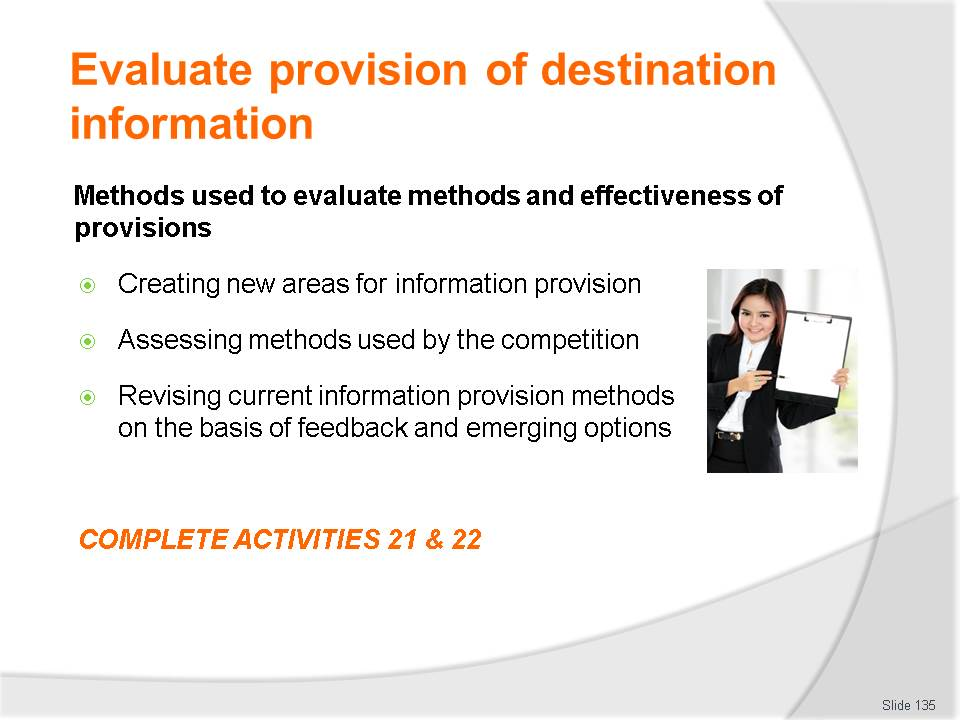 Evaluate provision of destination
information
Methods used to evaluate methods and effectiveness of
provisions
Creating new areas for information provision
Assessing methods used by the competition
Revising current information provision methods
on the basis of feedback and emerging options
COMPLETE ACTIVITIES 21 & 22
Slide 135